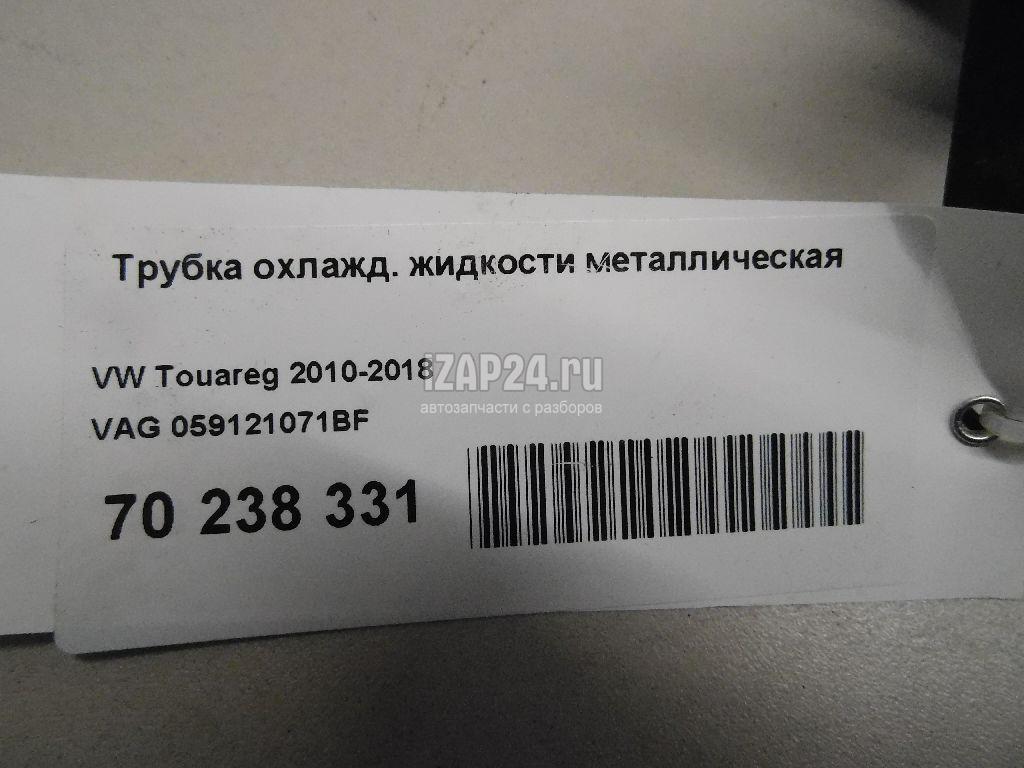 Трубка охлажд. жидкости металлическая
VW Touareg 2010-2018
iZAP24.ru
автозапчасти с разборов
VAG 059121071BF
70 238 331